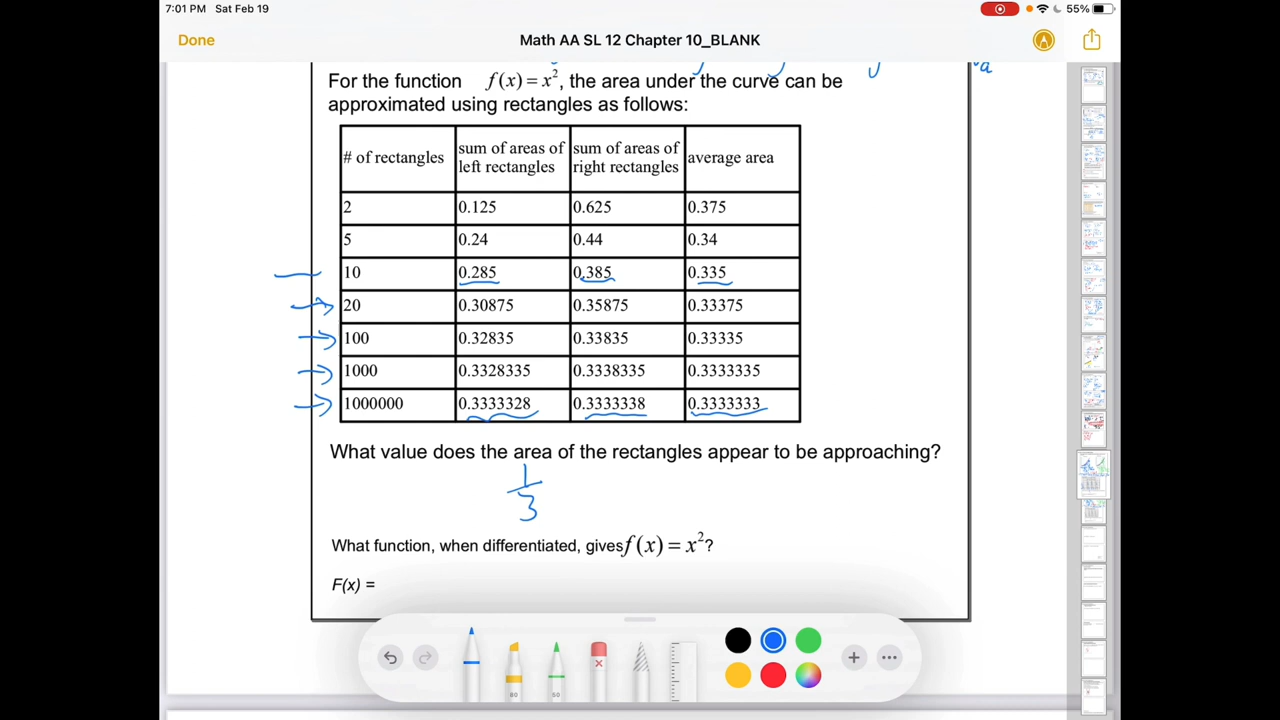 7:01 PM Sat Feb 19
55%
Done
Math AA SL 12 Chapter 10_BLANK
For the function f(x) = x², the area under the curve can be
approximated using rectangles as follows:
# of rectangles
sum of areas of left rectangles
sum of areas of right rectangles
average area
2 0.125 0.625 0.375
5 0.24 0.44 0.34
10 0.285 0.385 0.335
20 0.30875 0.35875 0.33375
100 0.32835 0.33835 0.33335
1000 0.3328335 0.3338335 0.3333335
1000000 0.3333328 0.3333338 0.3333333
What value does the area of the rectangles appear to be approaching?
1/3
What function, when differentiated, gives f(x) = x²?
F(x) =
80
50